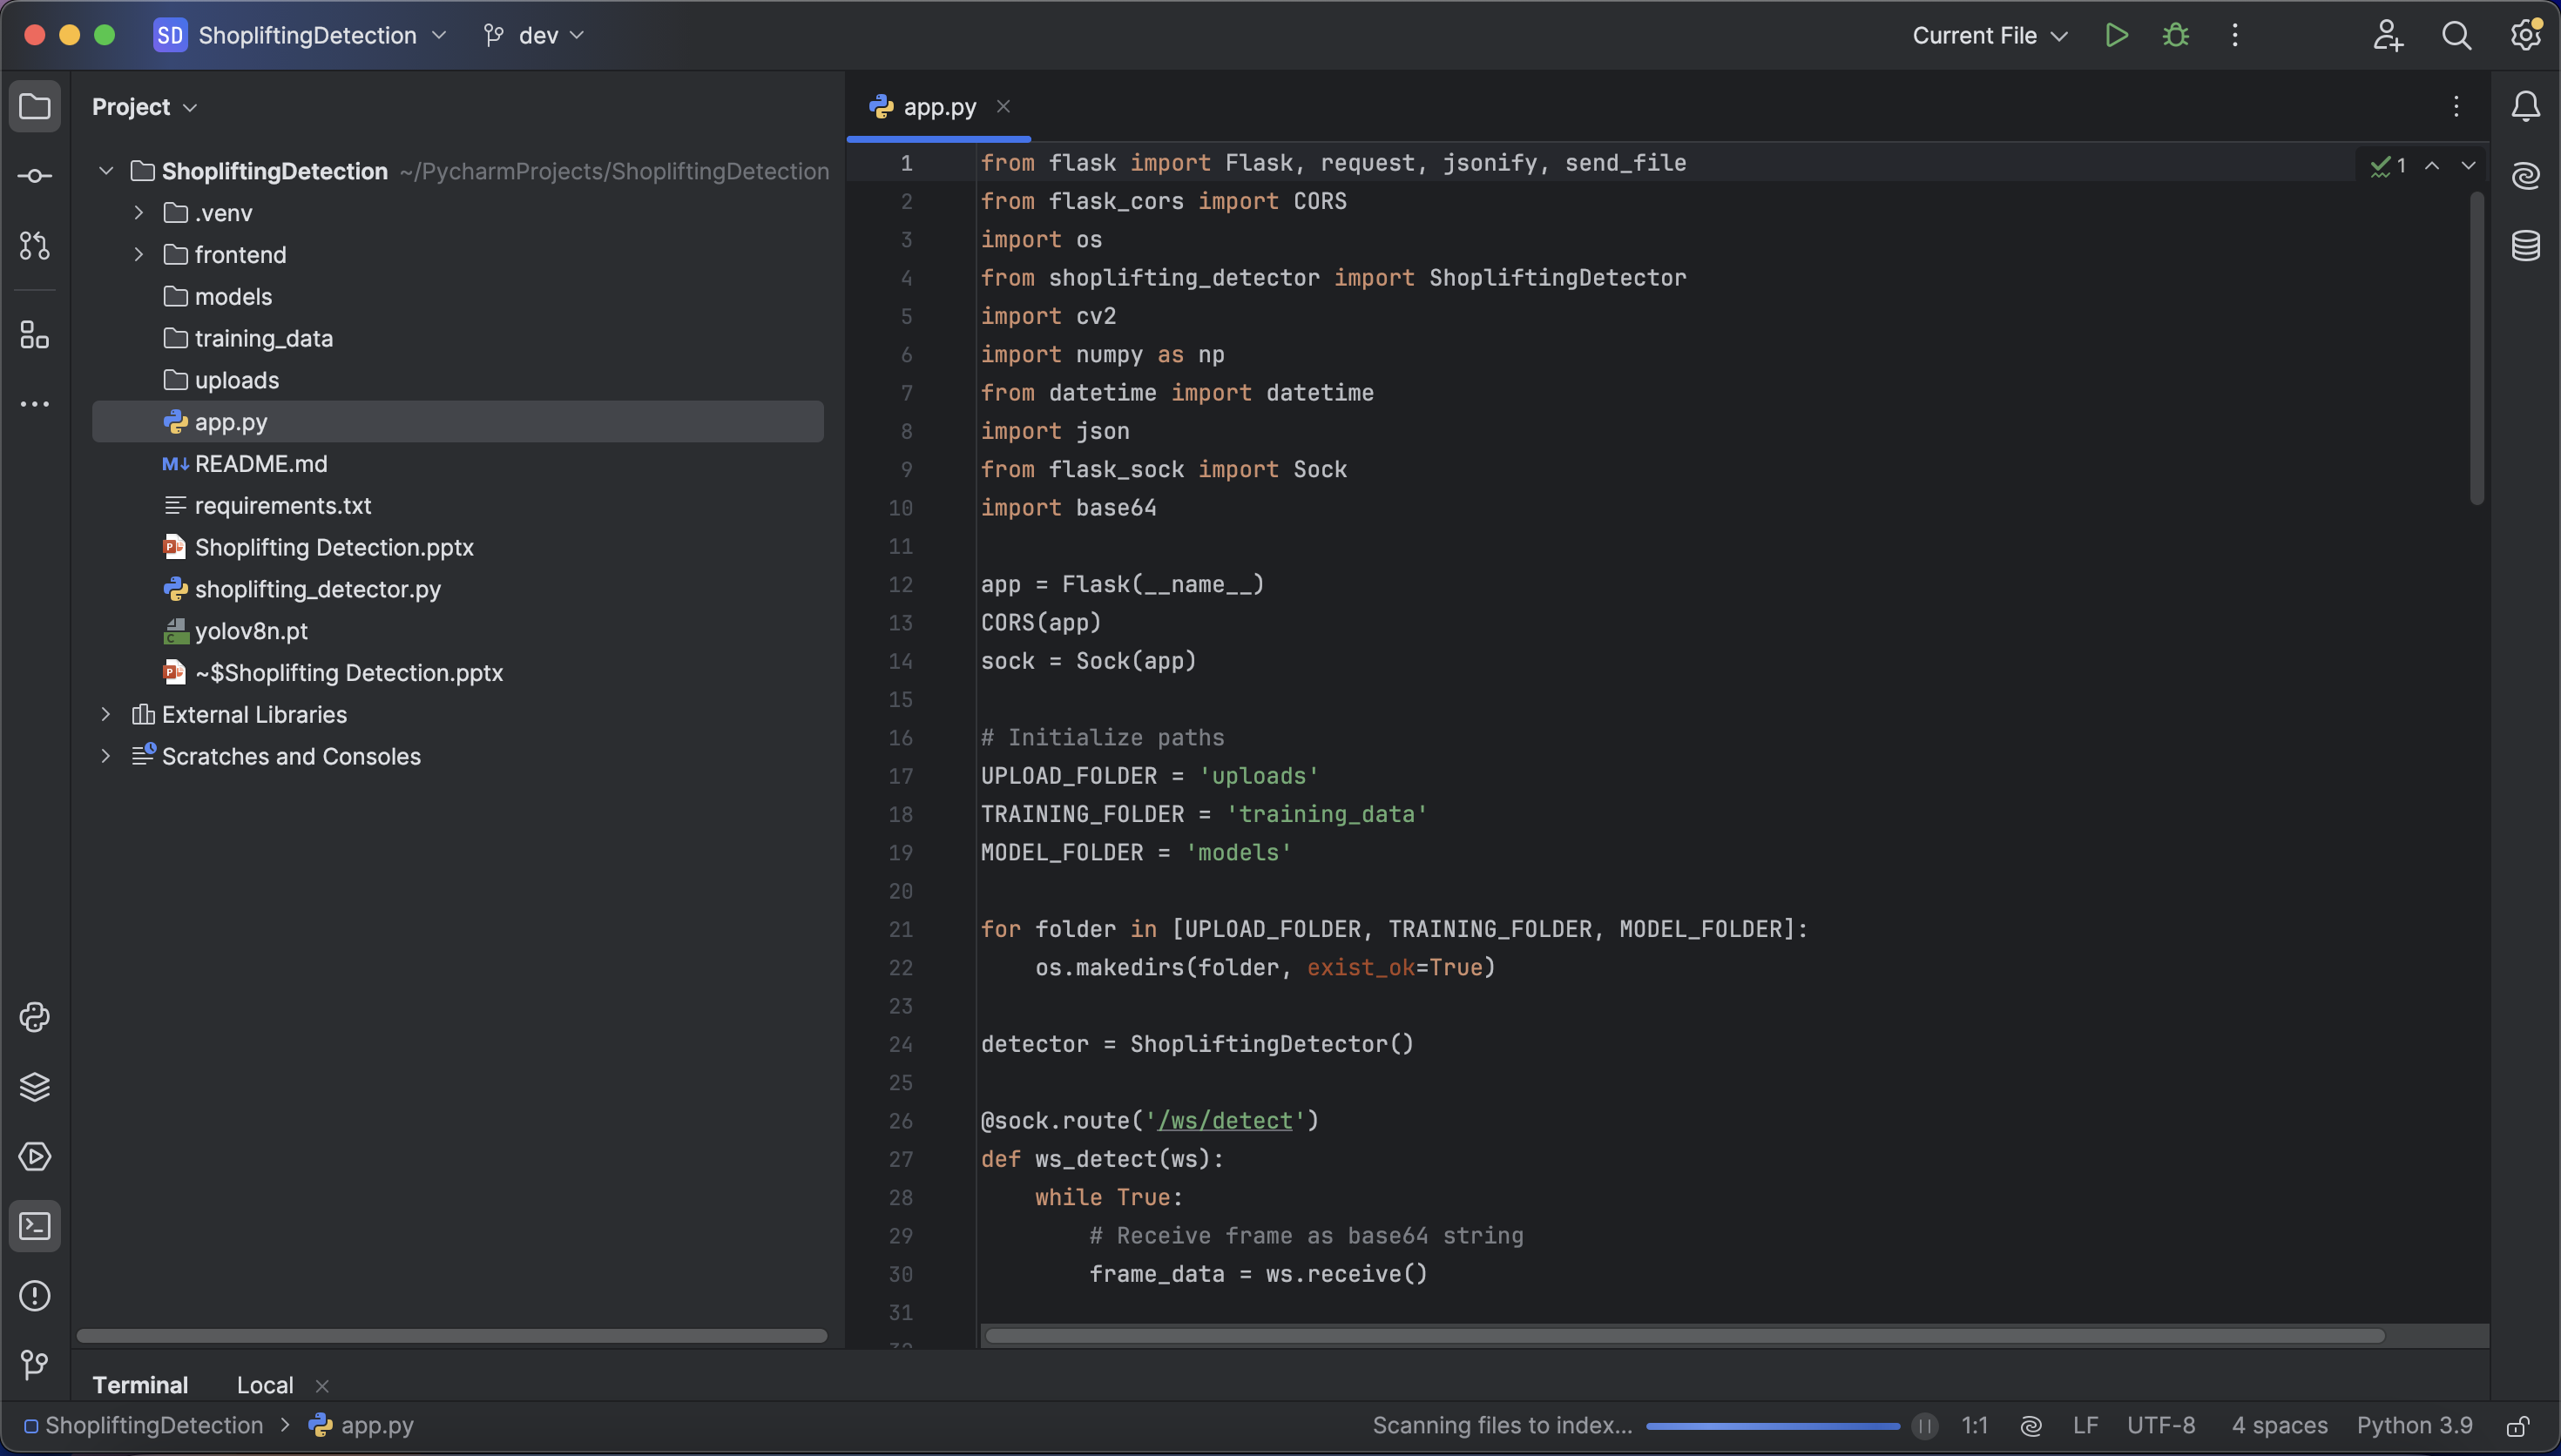 SD ShopliftingDetection dev Current File
Project
ShopliftingDetection ~/PycharmProjects/ShopliftingDetection
.venv
frontend
models
training_data
uploads
app.py
M↓ README.md
requirements.txt
Shoplifting Detection.pptx
shoplifting_detector.py
yolov8n.pt
~$Shoplifting Detection.pptx
External Libraries
Scratches and Consoles
app.py
1 from flask import Flask, request, jsonify, send_file
1
2 from flask_cors import CORS
3 import os
4 from shoplifting_detector import ShopliftingDetector
5 import cv2
6 import numpy as np
7 from datetime import datetime
8 import json
9 from flask_sock import Sock
10 import base64
11
12 app = Flask(__name__)
13 CORS(app)
14 sock = Sock(app)
15
16 # Initialize paths
17 UPLOAD_FOLDER = 'uploads'
18 TRAINING_FOLDER = 'training_data'
19 MODEL_FOLDER = 'models'
20
21 for folder in [UPLOAD_FOLDER, TRAINING_FOLDER, MODEL_FOLDER]:
22     os.makedirs(folder, exist_ok=True)
23
24 detector = ShopliftingDetector()
25
26 @sock.route('/ws/detect')
27 def ws_detect(ws):
28     while True:
29         # Receive frame as base64 string
30         frame_data = ws.receive()
31
Terminal Local
ShopliftingDetection > app.py Scanning files to index... 1:1 LF UTF-8 4 spaces Python 3.9